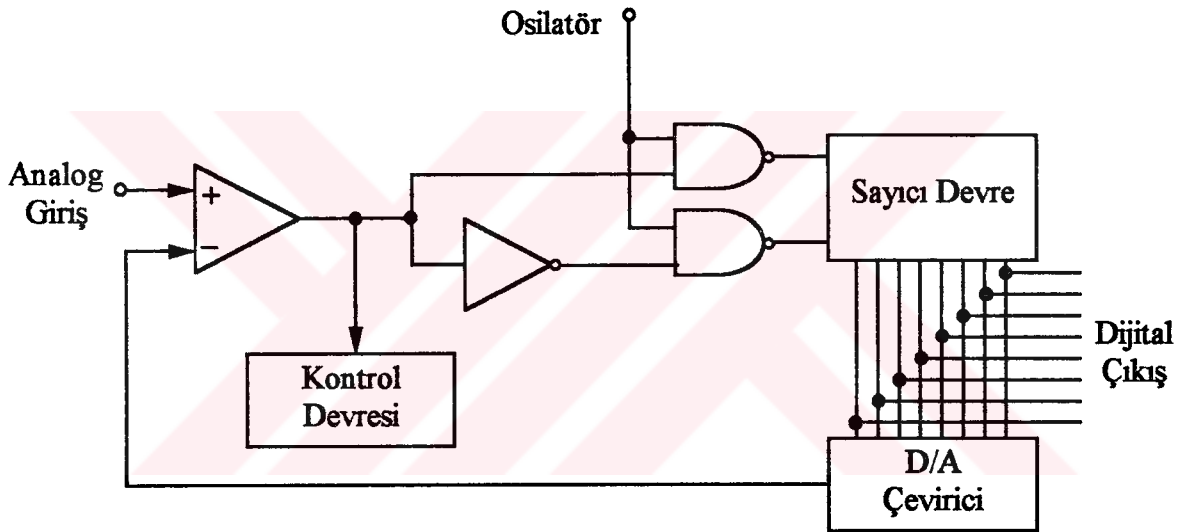 Osilatör
Analog
Giriş
+
−
Sayıcı Devre
Kontrol
Devresi
Dijital
Çıkış
D/A
Çevirici